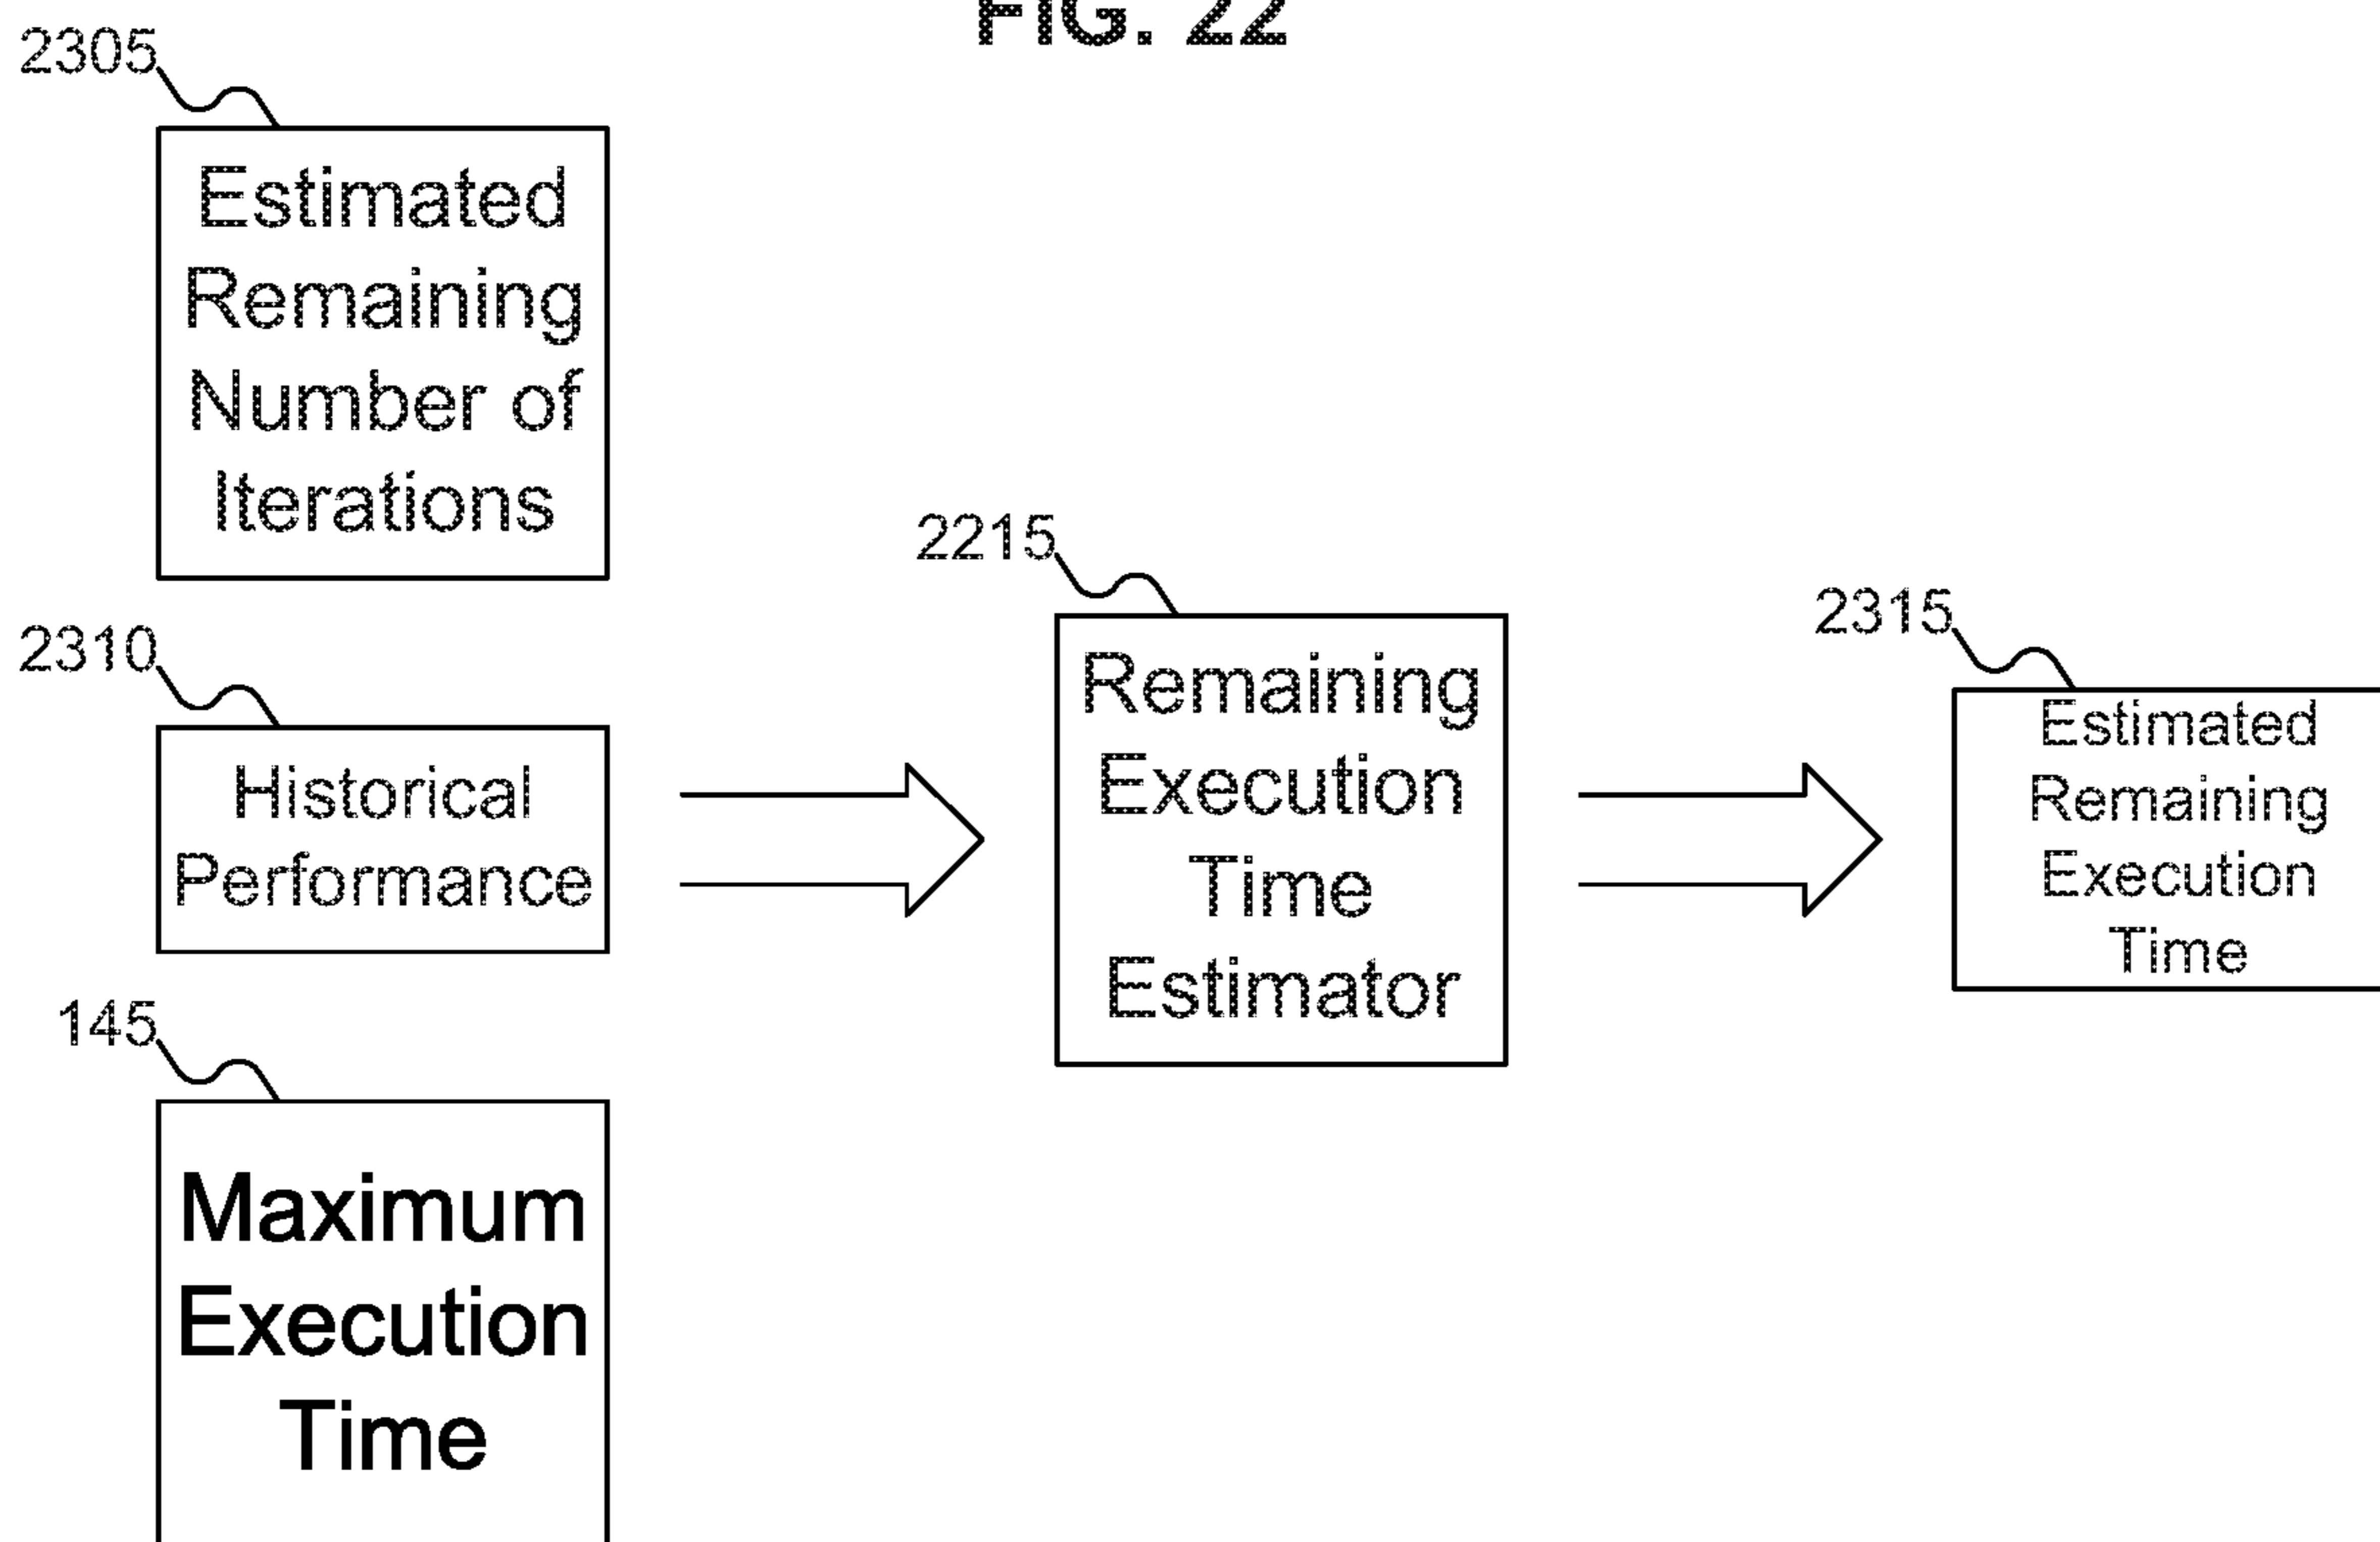 FIG. 22
2305
Estimated
Remaining
Number of
Iterations
2310
Historical
Performance
145
Maximum
Execution
Time
2215
Remaining
Execution
Time
Estimator
2315
Estimated
Remaining
Execution
Time